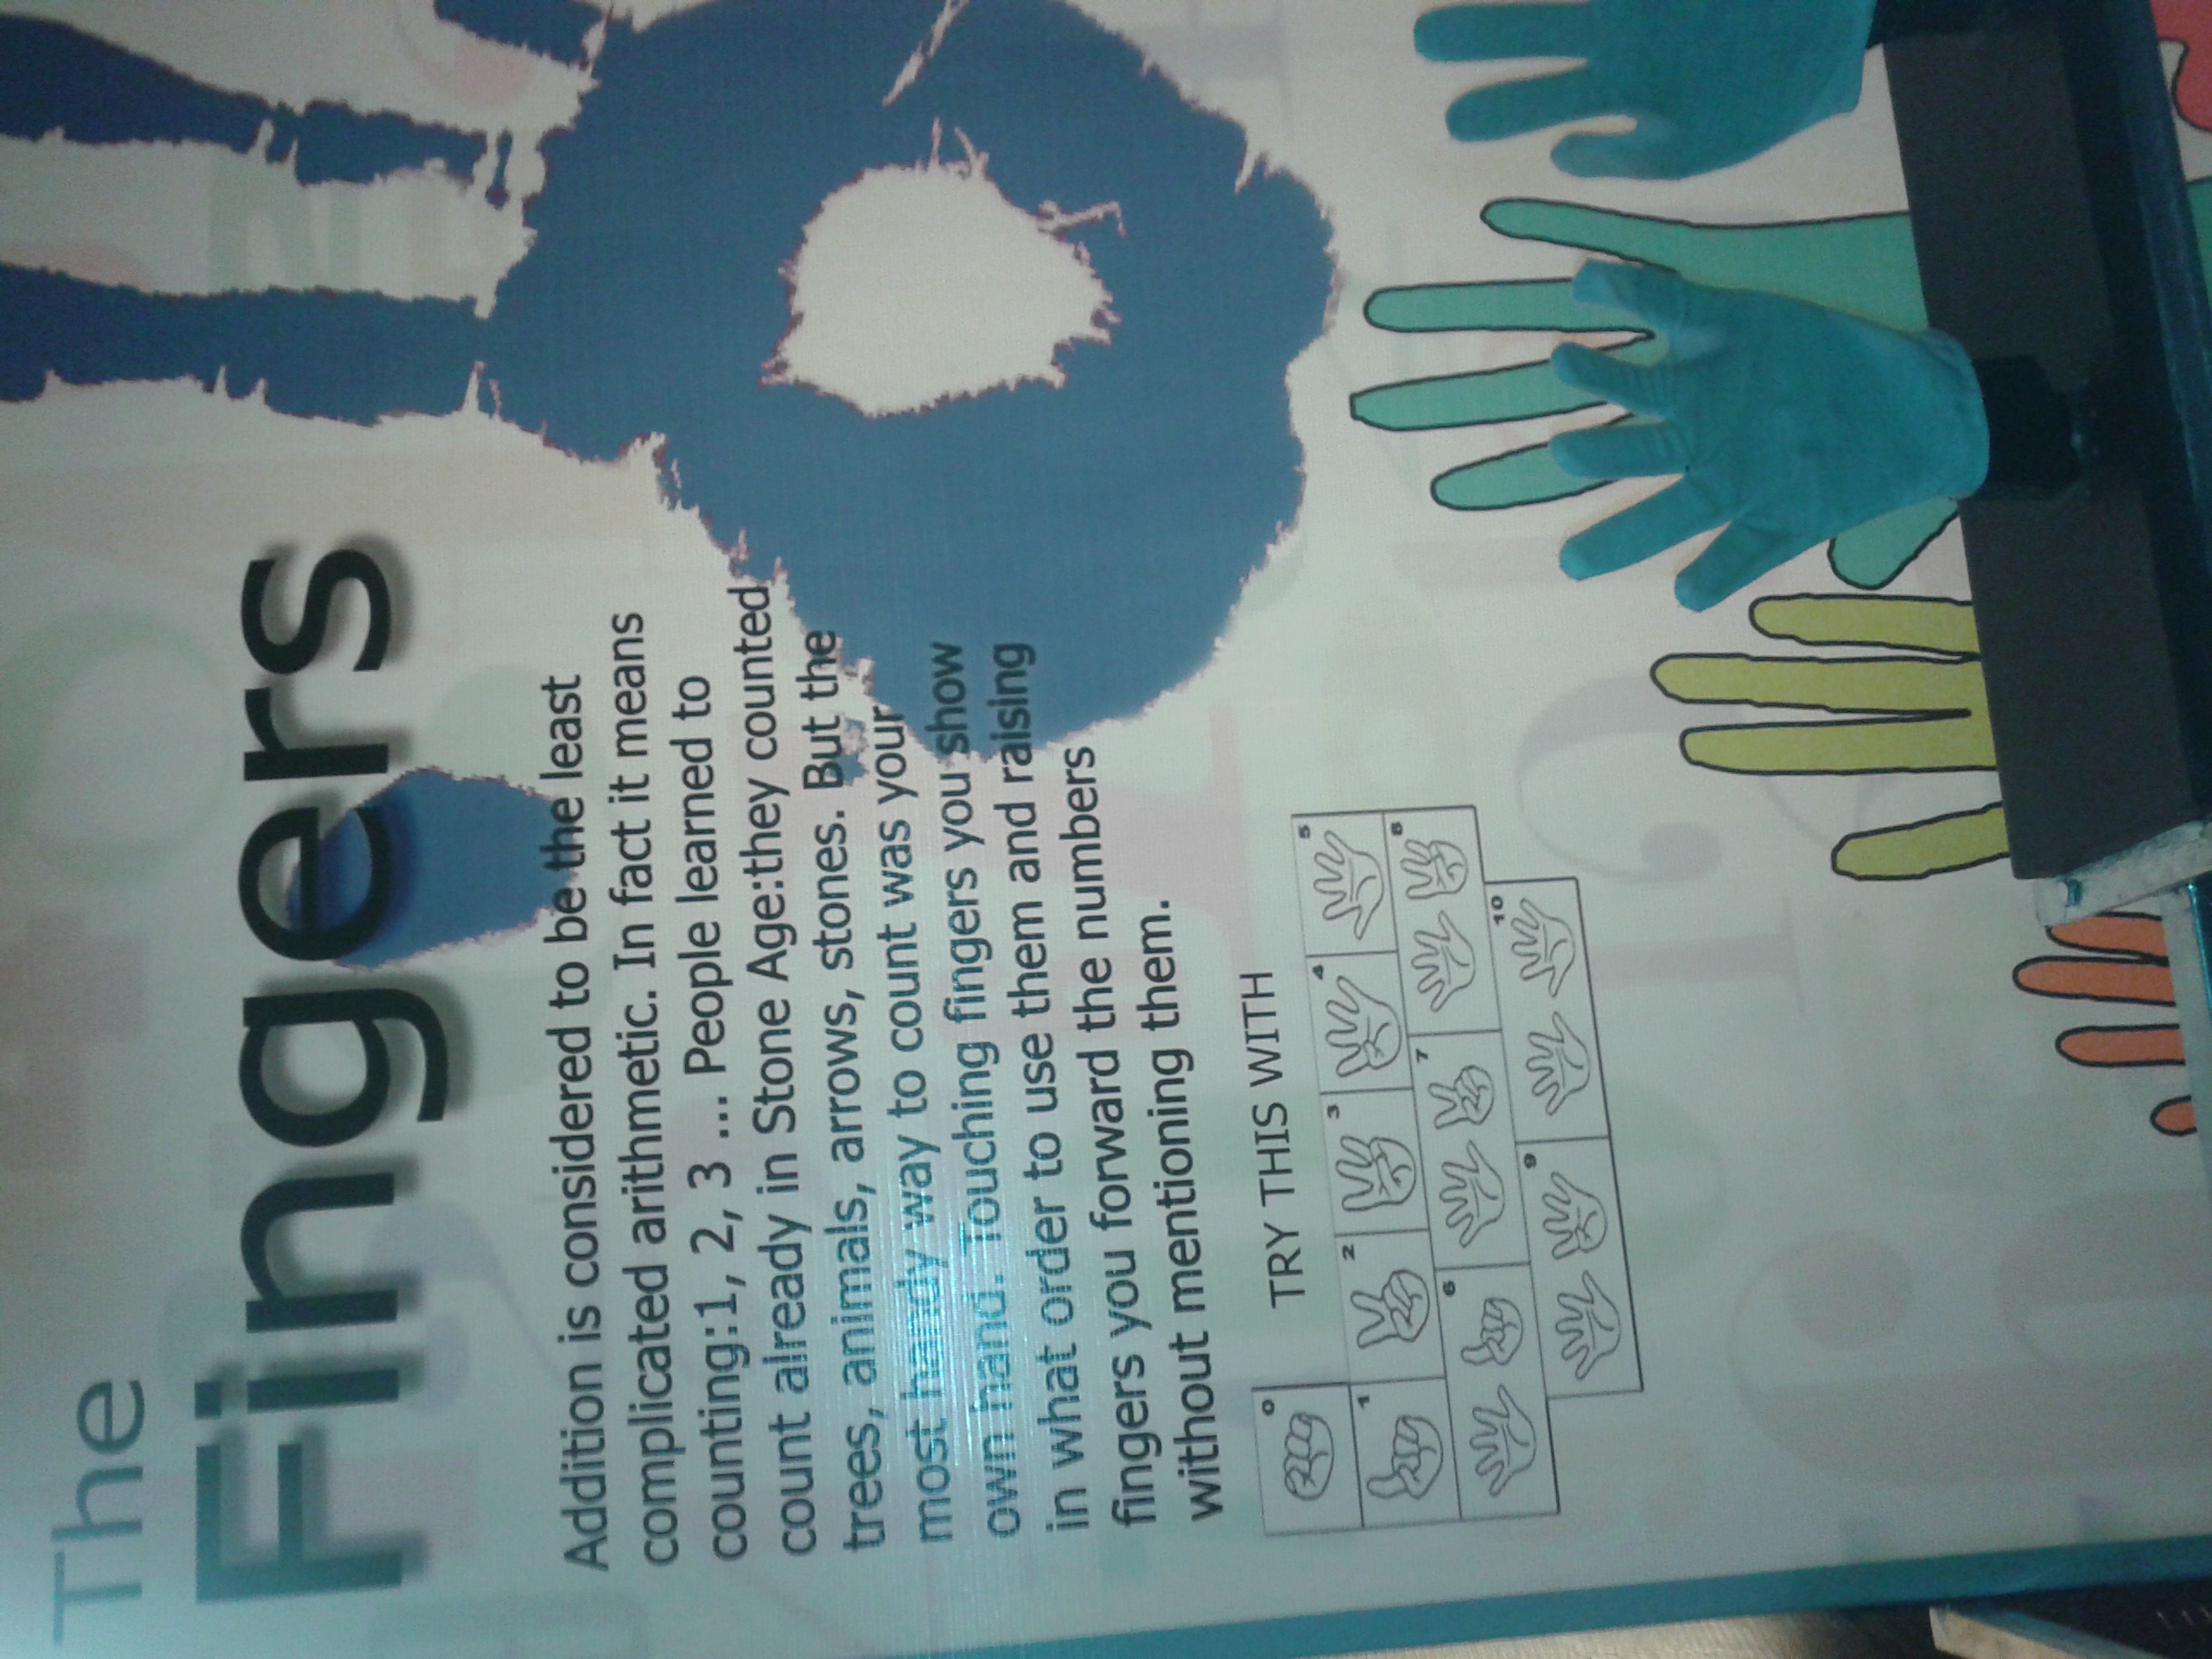 The
Fingers
Addition is considered to be the least
complicated arithmetic. In fact it means
counting:1, 2, 3 ... People learned to
count already in Stone Age:they counted
trees, animals, arrows, stones. But the
most handy way to count was your
own hand. Touching fingers you show
in what order to use them and raising
fingers you forward the numbers
without mentioning them.
TRY THIS WITH
0
1 2 3 4 5
6 7 8
9 10